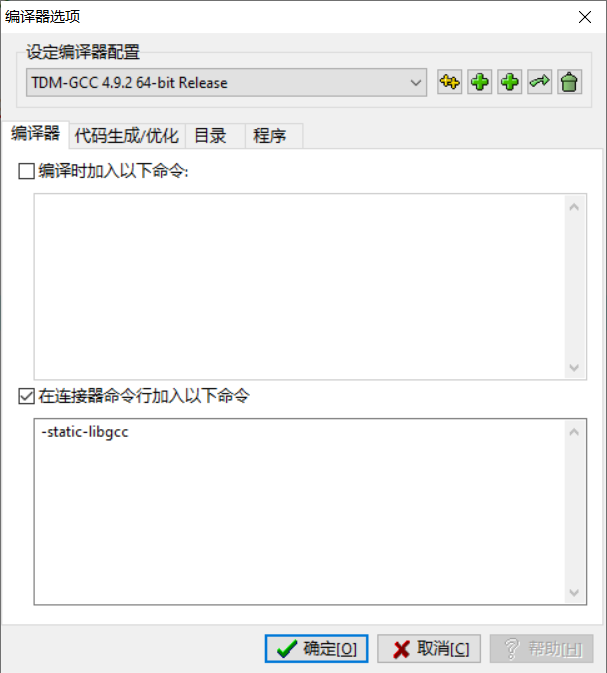 编译器选项
设定编译器配置
TDM-GCC 4.9.2 64-bit Release
编译器 代码生成/优化 目录 程序
编译时加入以下命令:
在连接器命令行加入以下命令
-static-libgcc
确定[O] 取消[C] 帮助[H]